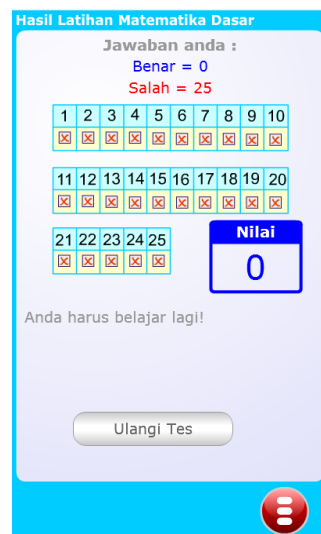 Hasil Latihan Matematika Dasar
Jawaban anda :
Benar = 0
Salah = 25
1 2 3 4 5 6 7 8 9 10
11 12 13 14 15 16 17 18 19 20
21 22 23 24 25
Nilai
0
Anda harus belajar lagi!
Ulangi Tes